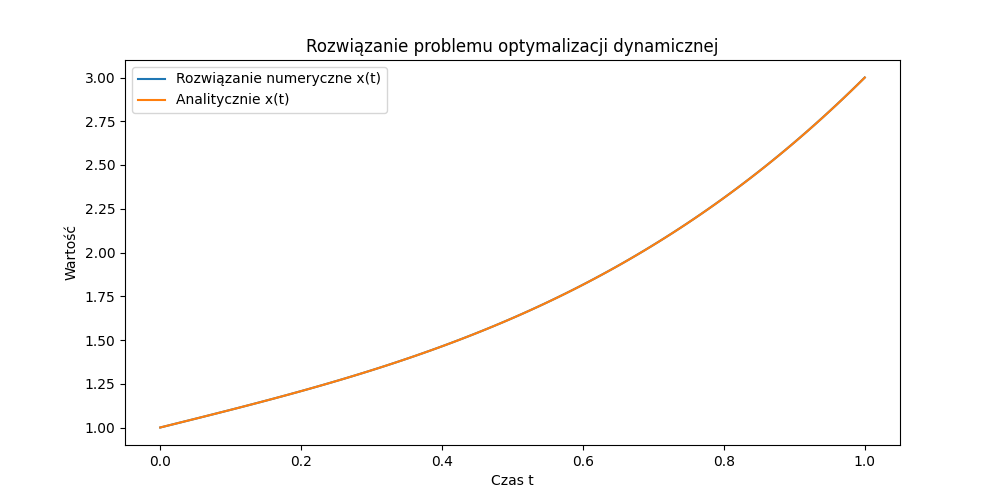 Rozwiązanie problemu optymalizacji dynamicznej
Rozwiązanie numeryczne x(t)
Analitycznie x(t)
3.00
2.75
2.50
2.25
2.00
1.75
1.50
1.25
1.00
Wartość
0.0 0.2 0.4 0.6 0.8 1.0
Czas t